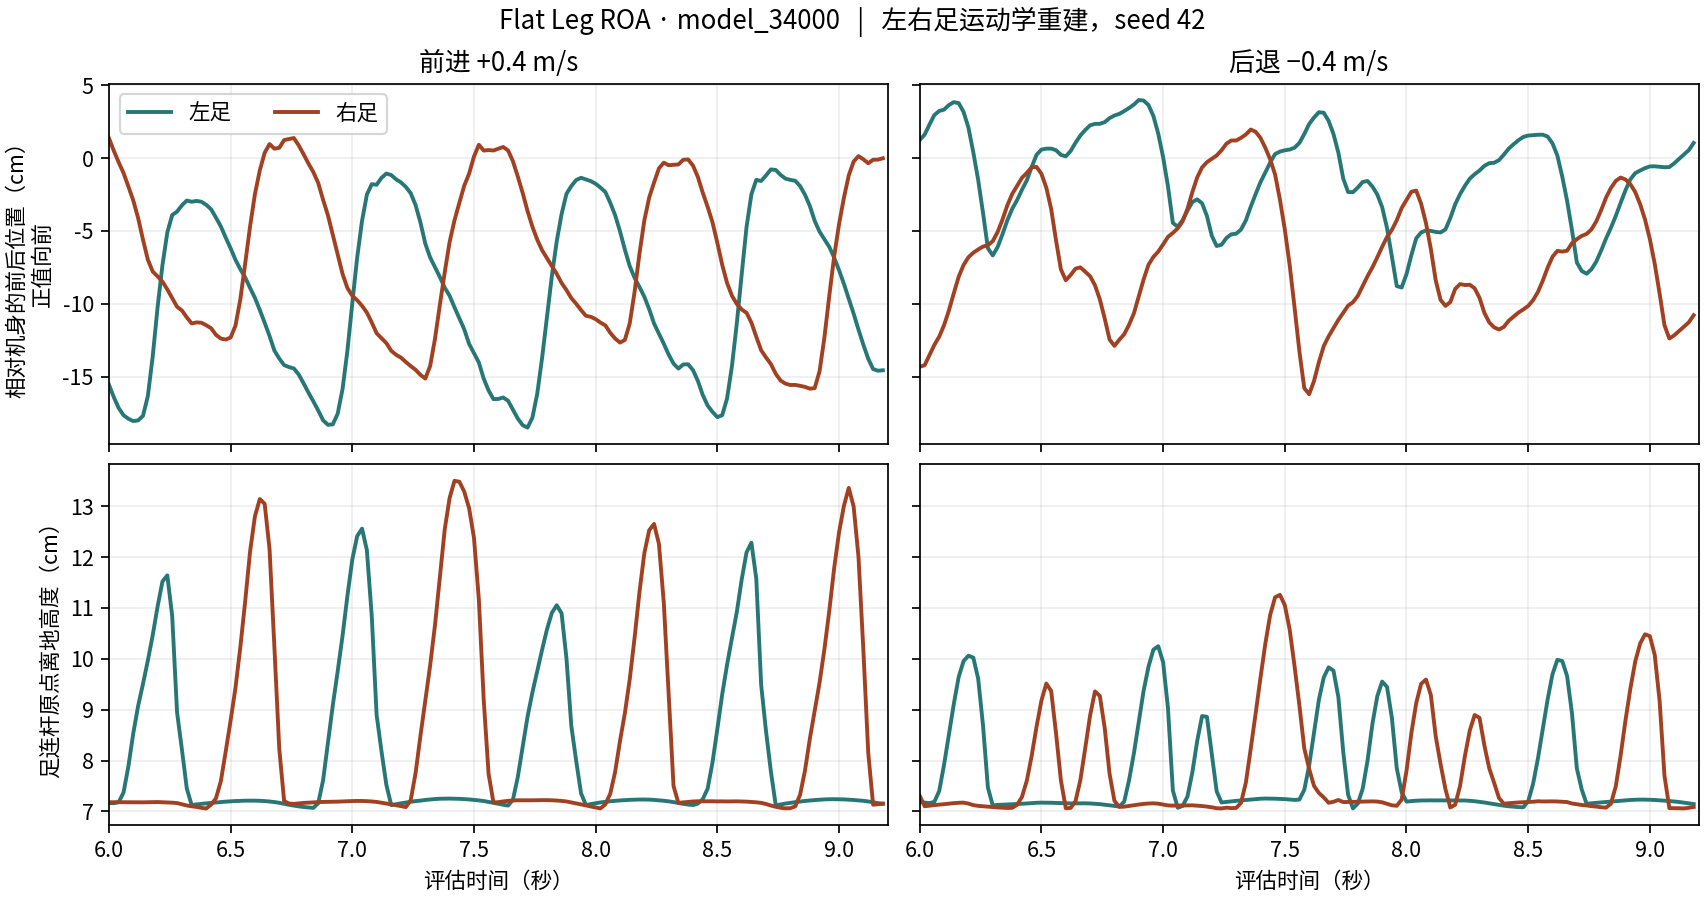 Flat Leg ROA · model_34000 | 左右足运动学重建，seed 42
前进 +0.4 m/s
后退 −0.4 m/s
左足
右足
相对机身的前后位置（cm）
正值向前
5
0
-5
-10
-15
足连杆原点离地高度（cm）
13
12
11
10
9
8
7
6.0
6.5
7.0
7.5
8.0
8.5
9.0
评估时间（秒）
6.0
6.5
7.0
7.5
8.0
8.5
9.0
评估时间（秒）